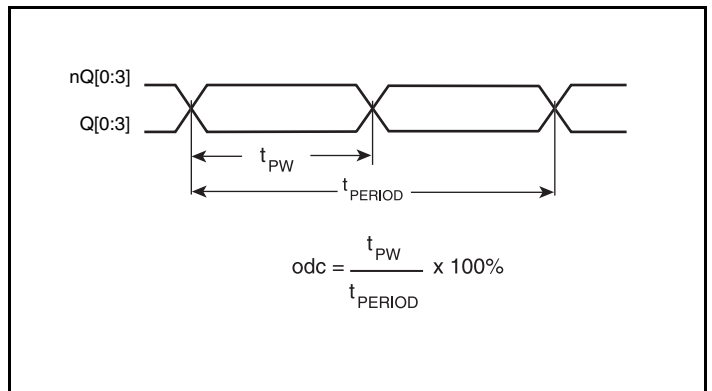 nQ[0:3]
Q[0:3]
tPW
tPERIOD
odc = tPW / tPERIOD x 100%